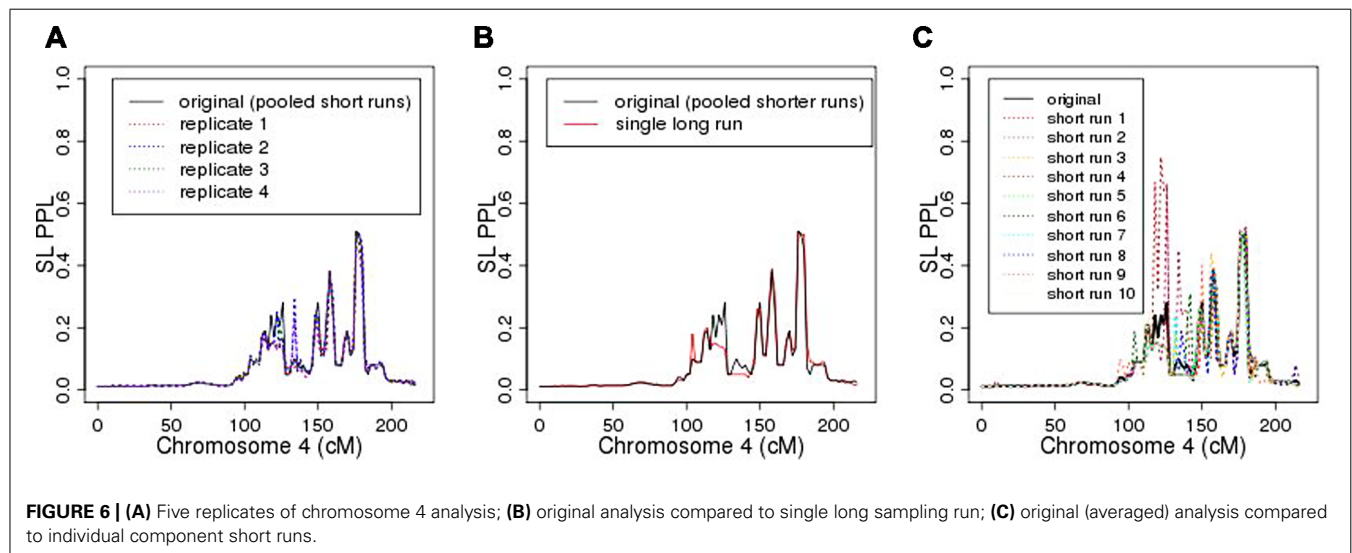 A
SL PPL
1.0
0.8
0.6
0.4
0.2
0.0
original (pooled short runs)
replicate 1
replicate 2
replicate 3
replicate 4
0 50 100 150 200
Chromosome 4 (cM)
B
SL PPL
1.0
0.8
0.6
0.4
0.2
0.0
original (pooled shorter runs)
single long run
0 50 100 150 200
Chromosome 4 (cM)
C
SL PPL
1.0
0.8
0.6
0.4
0.2
0.0
original
short run 1
short run 2
short run 3
short run 4
short run 5
short run 6
short run 7
short run 8
short run 9
short run 10
0 50 100 150 200
Chromosome 4 (cM)
FIGURE 6 | (A) Five replicates of chromosome 4 analysis; (B) original analysis compared to single long sampling run; (C) original (averaged) analysis compared
to individual component short runs.